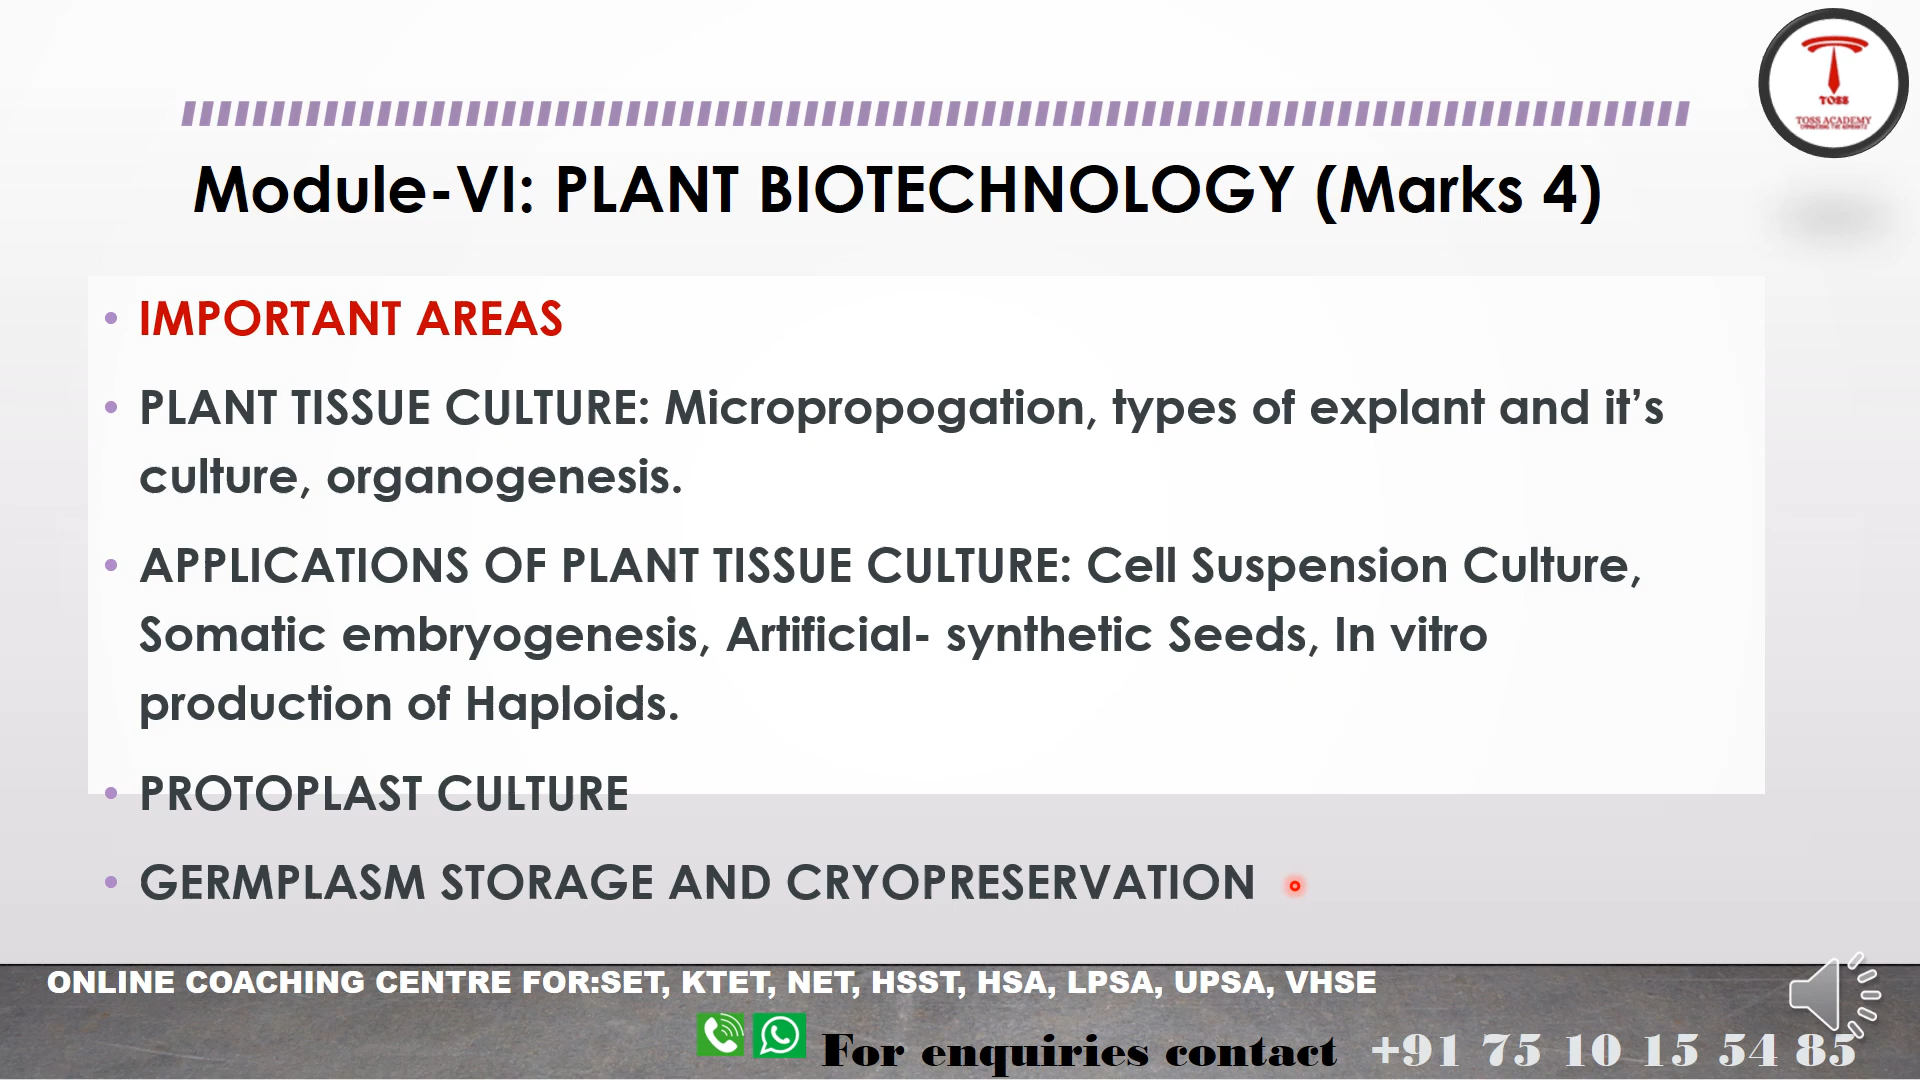 TOSS
TOSS ACADEMY
Module-VI: PLANT BIOTECHNOLOGY (Marks 4)
• IMPORTANT AREAS
• PLANT TISSUE CULTURE: Micropropogation, types of explant and it’s
culture, organogenesis.
• APPLICATIONS OF PLANT TISSUE CULTURE: Cell Suspension Culture,
Somatic embryogenesis, Artificial- synthetic Seeds, In vitro
production of Haploids.
• PROTOPLAST CULTURE
• GERMPLASM STORAGE AND CRYOPRESERVATION
ONLINE COACHING CENTRE FOR:SET, KTET, NET, HSST, HSA, LPSA, UPSA, VHSE
For enquiries contact +91 75 10 15 54 85